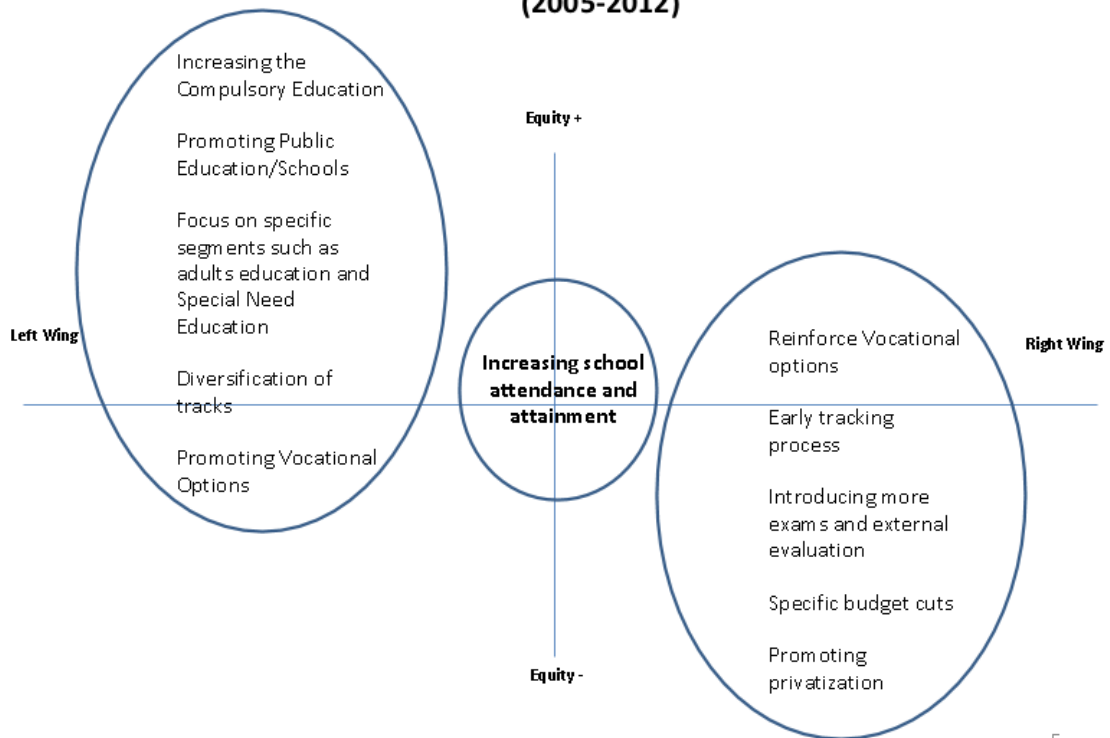 (2005-2012)
Increasing the
Compulsory Education
Promoting Public
Education/Schools
Focus on specific
segments such as
adults education and
Special Need
Education
Diversification of
tracks
Promoting Vocational
Options
Equity +
Left Wing
Increasing school
attendance and
attainment
Right Wing
Reinforce Vocational
options
Early tracking
process
Introducing more
exams and external
evaluation
Specific budget cuts
Promoting
privatization
Equity -